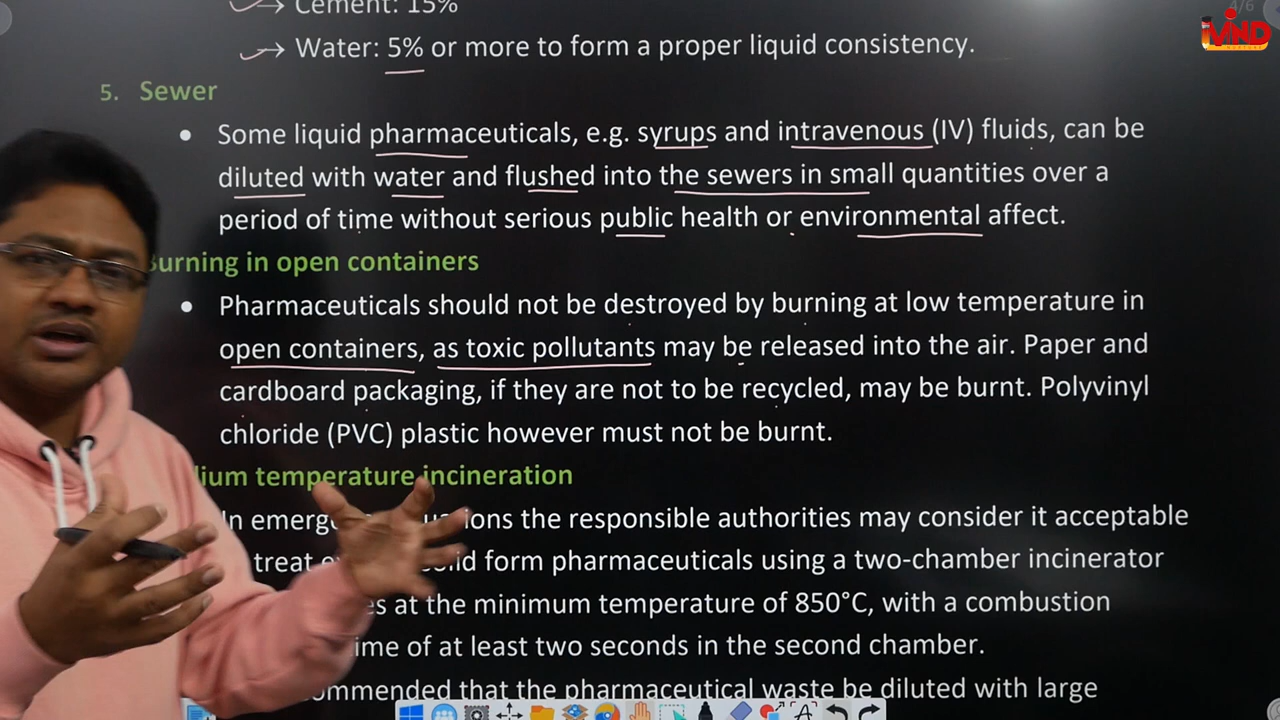 → Cement: 15%
4/6
iMIND
→ Water: 5% or more to form a proper liquid consistency.
5. Sewer
• Some liquid pharmaceuticals, e.g. syrups and intravenous (IV) fluids, can be
diluted with water and flushed into the sewers in small quantities over a
period of time without serious public health or environmental affect.
urning in open containers
• Pharmaceuticals should not be destroyed by burning at low temperature in
open containers, as toxic pollutants may be released into the air. Paper and
cardboard packaging, if they are not to be recycled, may be burnt. Polyvinyl
chloride (PVC) plastic however must not be burnt.
ium temperature incineration
In emerg ions the responsible authorities may consider it acceptable
treat id form pharmaceuticals using a two-chamber incinerator
es at the minimum temperature of 850°C, with a combustion
ime of at least two seconds in the second chamber.
ommended that the pharmaceutical waste be diluted with large